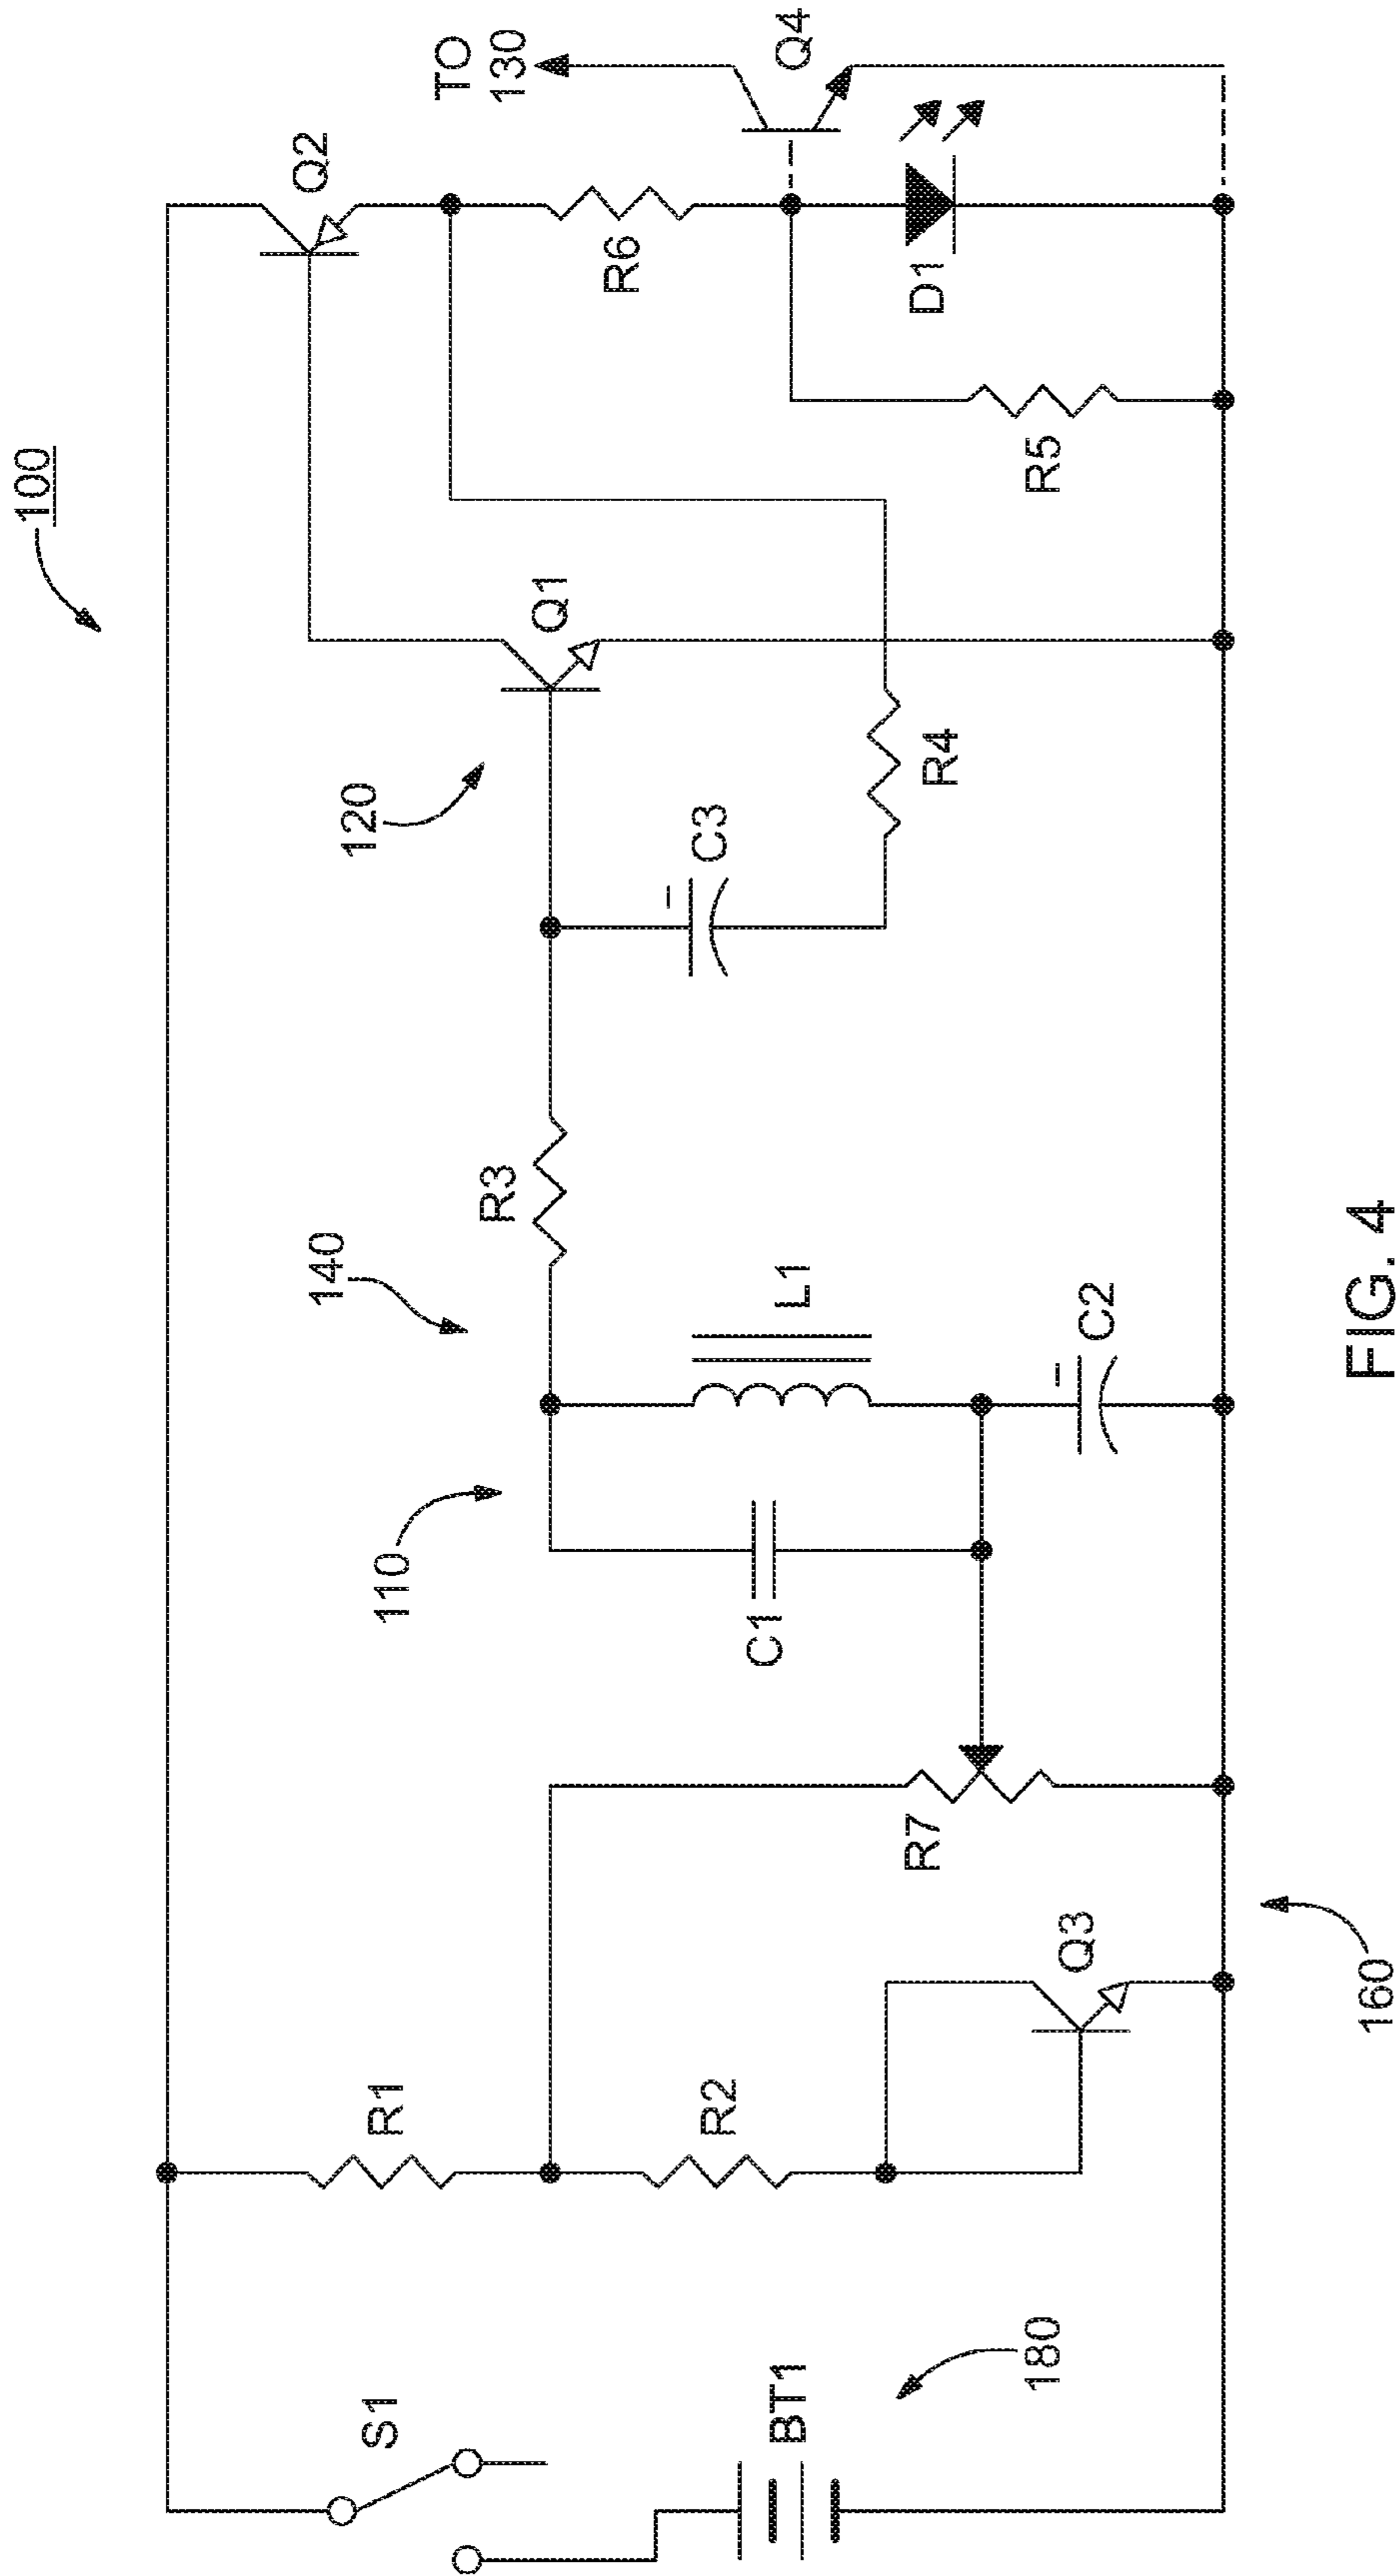 100
S1
BT1
180
R1
R2
Q3
160
R7
110
C1
140
L1
C2
R3
120
C3
Q1
R4
R5
Q2
R6
D1
TO
130
Q4
–
–
FIG. 4